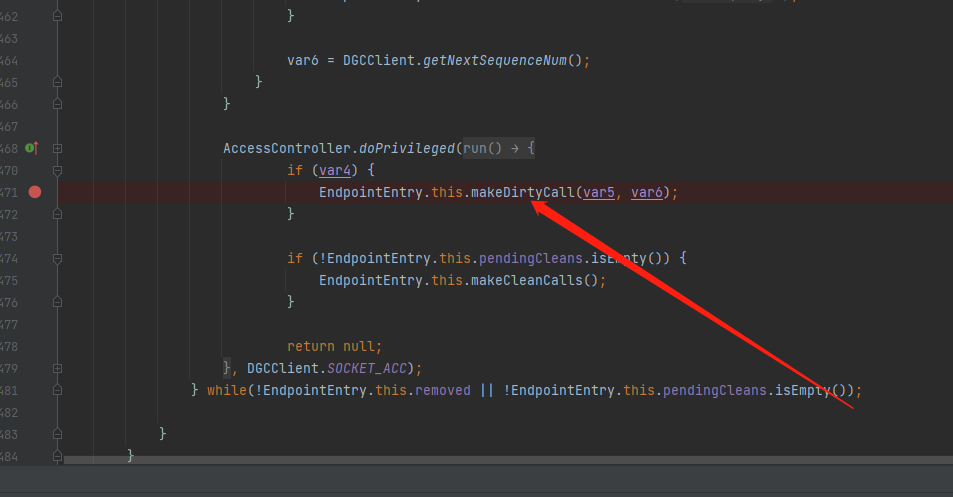 462 }
463
464 var6 = DGCClient.getNextSequenceNum();
465 }
466 }
467
468 AccessController.doPrivileged(run() → {
470 if (var4) {
471 EndpointEntry.this.makeDirtyCall(var5, var6);
472 }
473
474 if (!EndpointEntry.this.pendingCleans.isEmpty()) {
475 EndpointEntry.this.makeCleanCalls();
476 }
477
478 return null;
479 }, DGCClient.SOCKET_ACC);
481 } while(!EndpointEntry.this.removed || !EndpointEntry.this.pendingCleans.isEmpty());
482
483 }
484 }